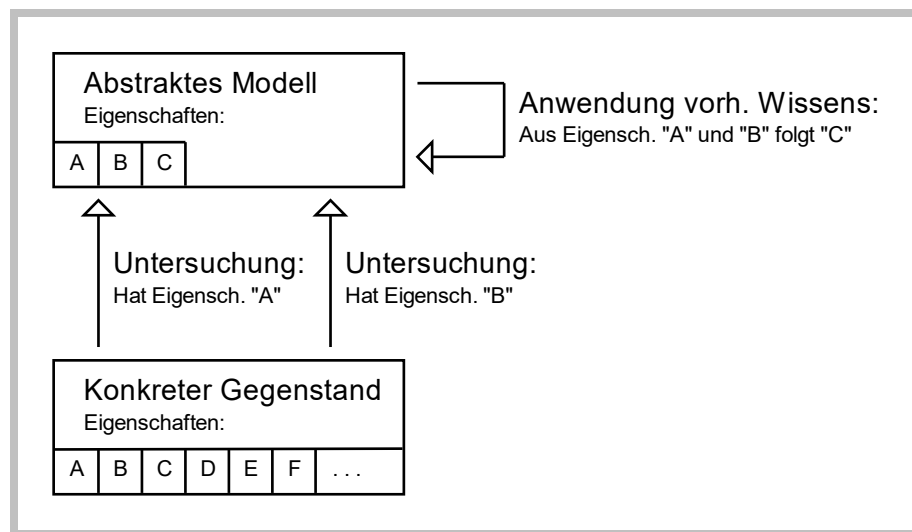 Abstraktes Modell
Eigenschaften:
A B C
Anwendung vorh. Wissens:
Aus Eigensch. "A" und "B" folgt "C"
Untersuchung:
Hat Eigensch. "A"
Untersuchung:
Hat Eigensch. "B"
Konkreter Gegenstand
Eigenschaften:
A B C D E F ...